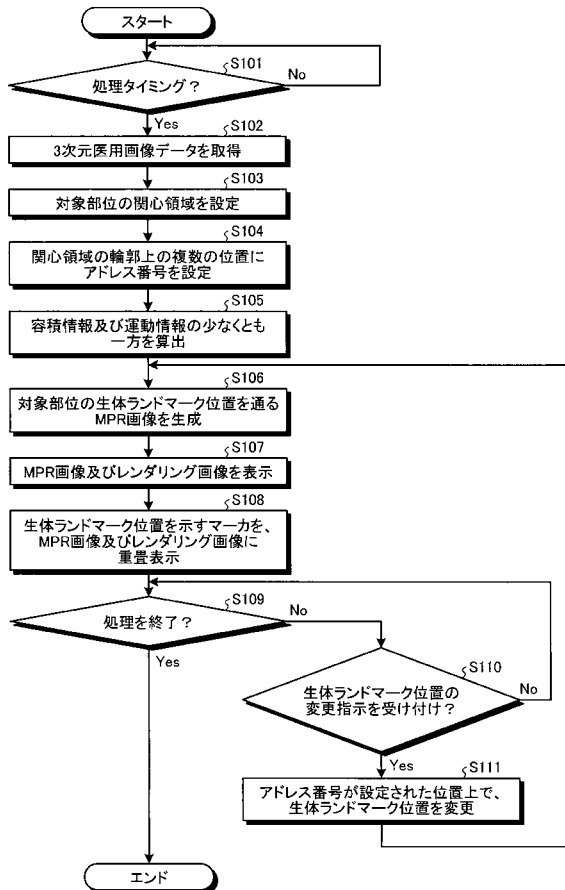 スタート
S101
処理タイミング？
No
Yes
S102
3次元医用画像データを取得
S103
対象部位の関心領域を設定
S104
関心領域の輪郭上の複数の位置に
アドレス番号を設定
S105
容積情報及び運動情報の少なくとも
一方を算出
S106
対象部位の生体ランドマーク位置を通る
MPR画像を生成
S107
MPR画像及びレンダリング画像を表示
S108
生体ランドマーク位置を示すマーカを、
MPR画像及びレンダリング画像に
重畳表示
S109
処理を終了？
No
Yes
S110
生体ランドマーク位置の
変更指示を受け付け？
No
Yes
S111
アドレス番号が設定された位置上で、
生体ランドマーク位置を変更
エンド